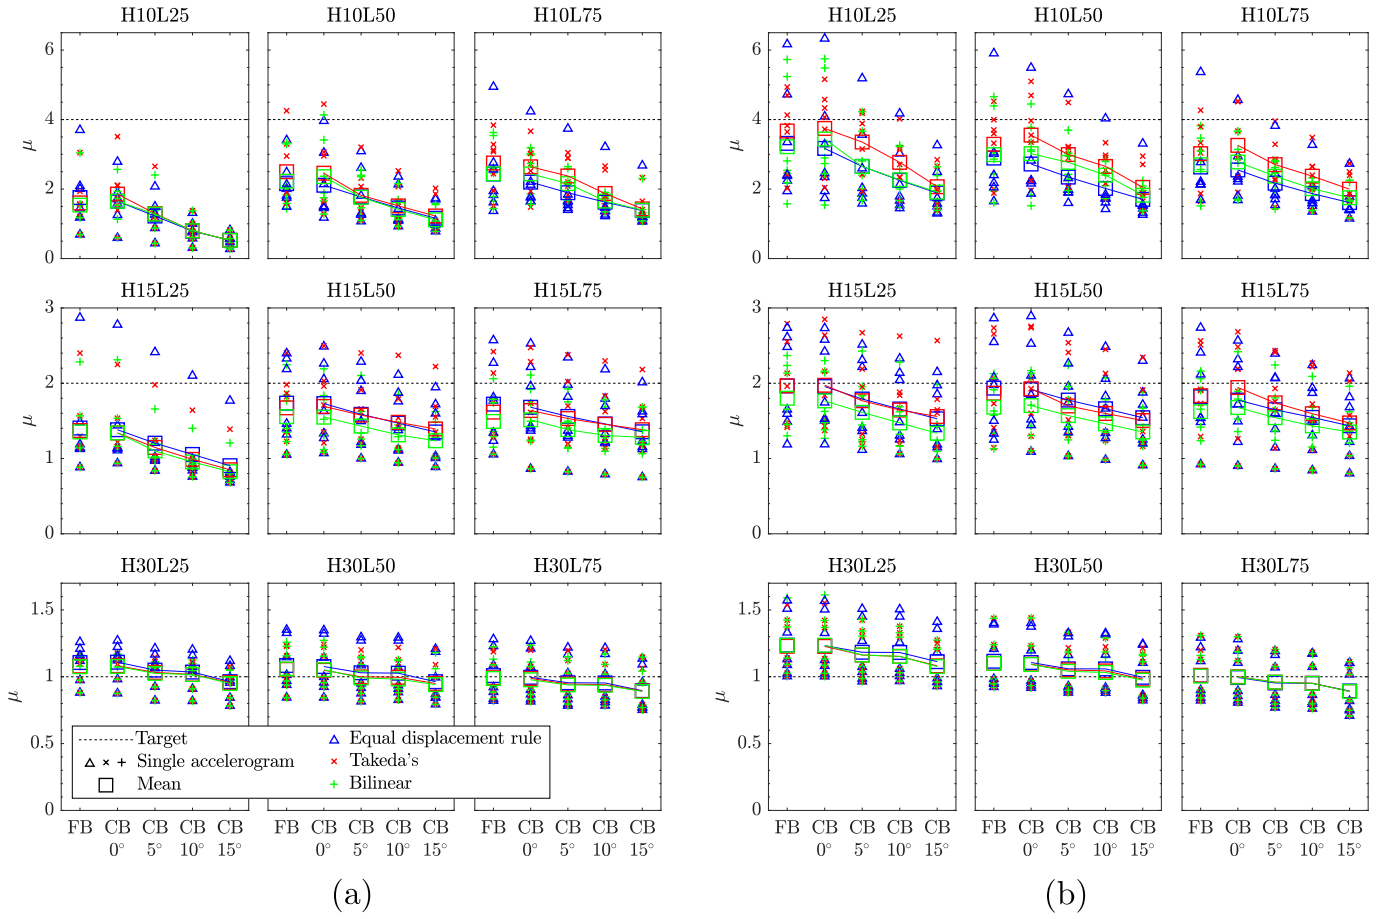 H10L25 H10L50 H10L75 H10L25 H10L50 H10L75
6 6
4 4
μ μ
2 2
0 0
H15L25 H15L50 H15L75 H15L25 H15L50 H15L75
3 3
2 2
μ μ
1 1
0 0
H30L25 H30L50 H30L75 H30L25 H30L50 H30L75
1.5 1.5
1 1
μ μ
0.5 0.5
0 0
Target
Single accelerogram
Mean
Equal displacement rule
Takeda's
Bilinear
FB CB CB CB CB FB CB CB CB CB FB CB CB CB CB FB CB CB CB CB FB CB CB CB CB FB CB CB CB CB
0° 5° 10° 15° 0° 5° 10° 15° 0° 5° 10° 15° 0° 5° 10° 15° 0° 5° 10° 15° 0° 5° 10° 15°
(a) (b)